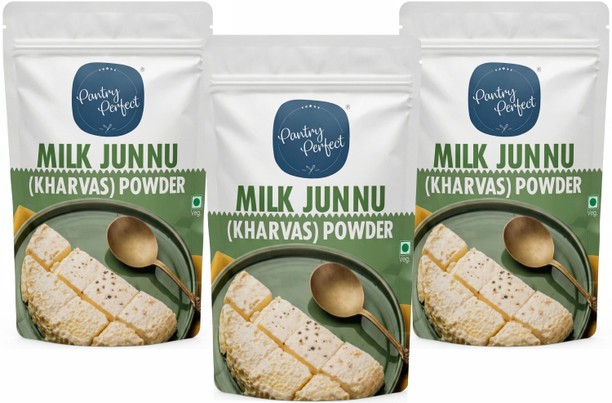 Pantry
Perfect
®
MILK JUNNU
(KHARVAS) POWDER
Veg.
Pantry
Perfect
®
MILK JUNNU
(KHARVAS) POWDER
Veg.
Pantry
Perfect
®
MILK JUNNU
(KHARVAS) POWDER
Veg.